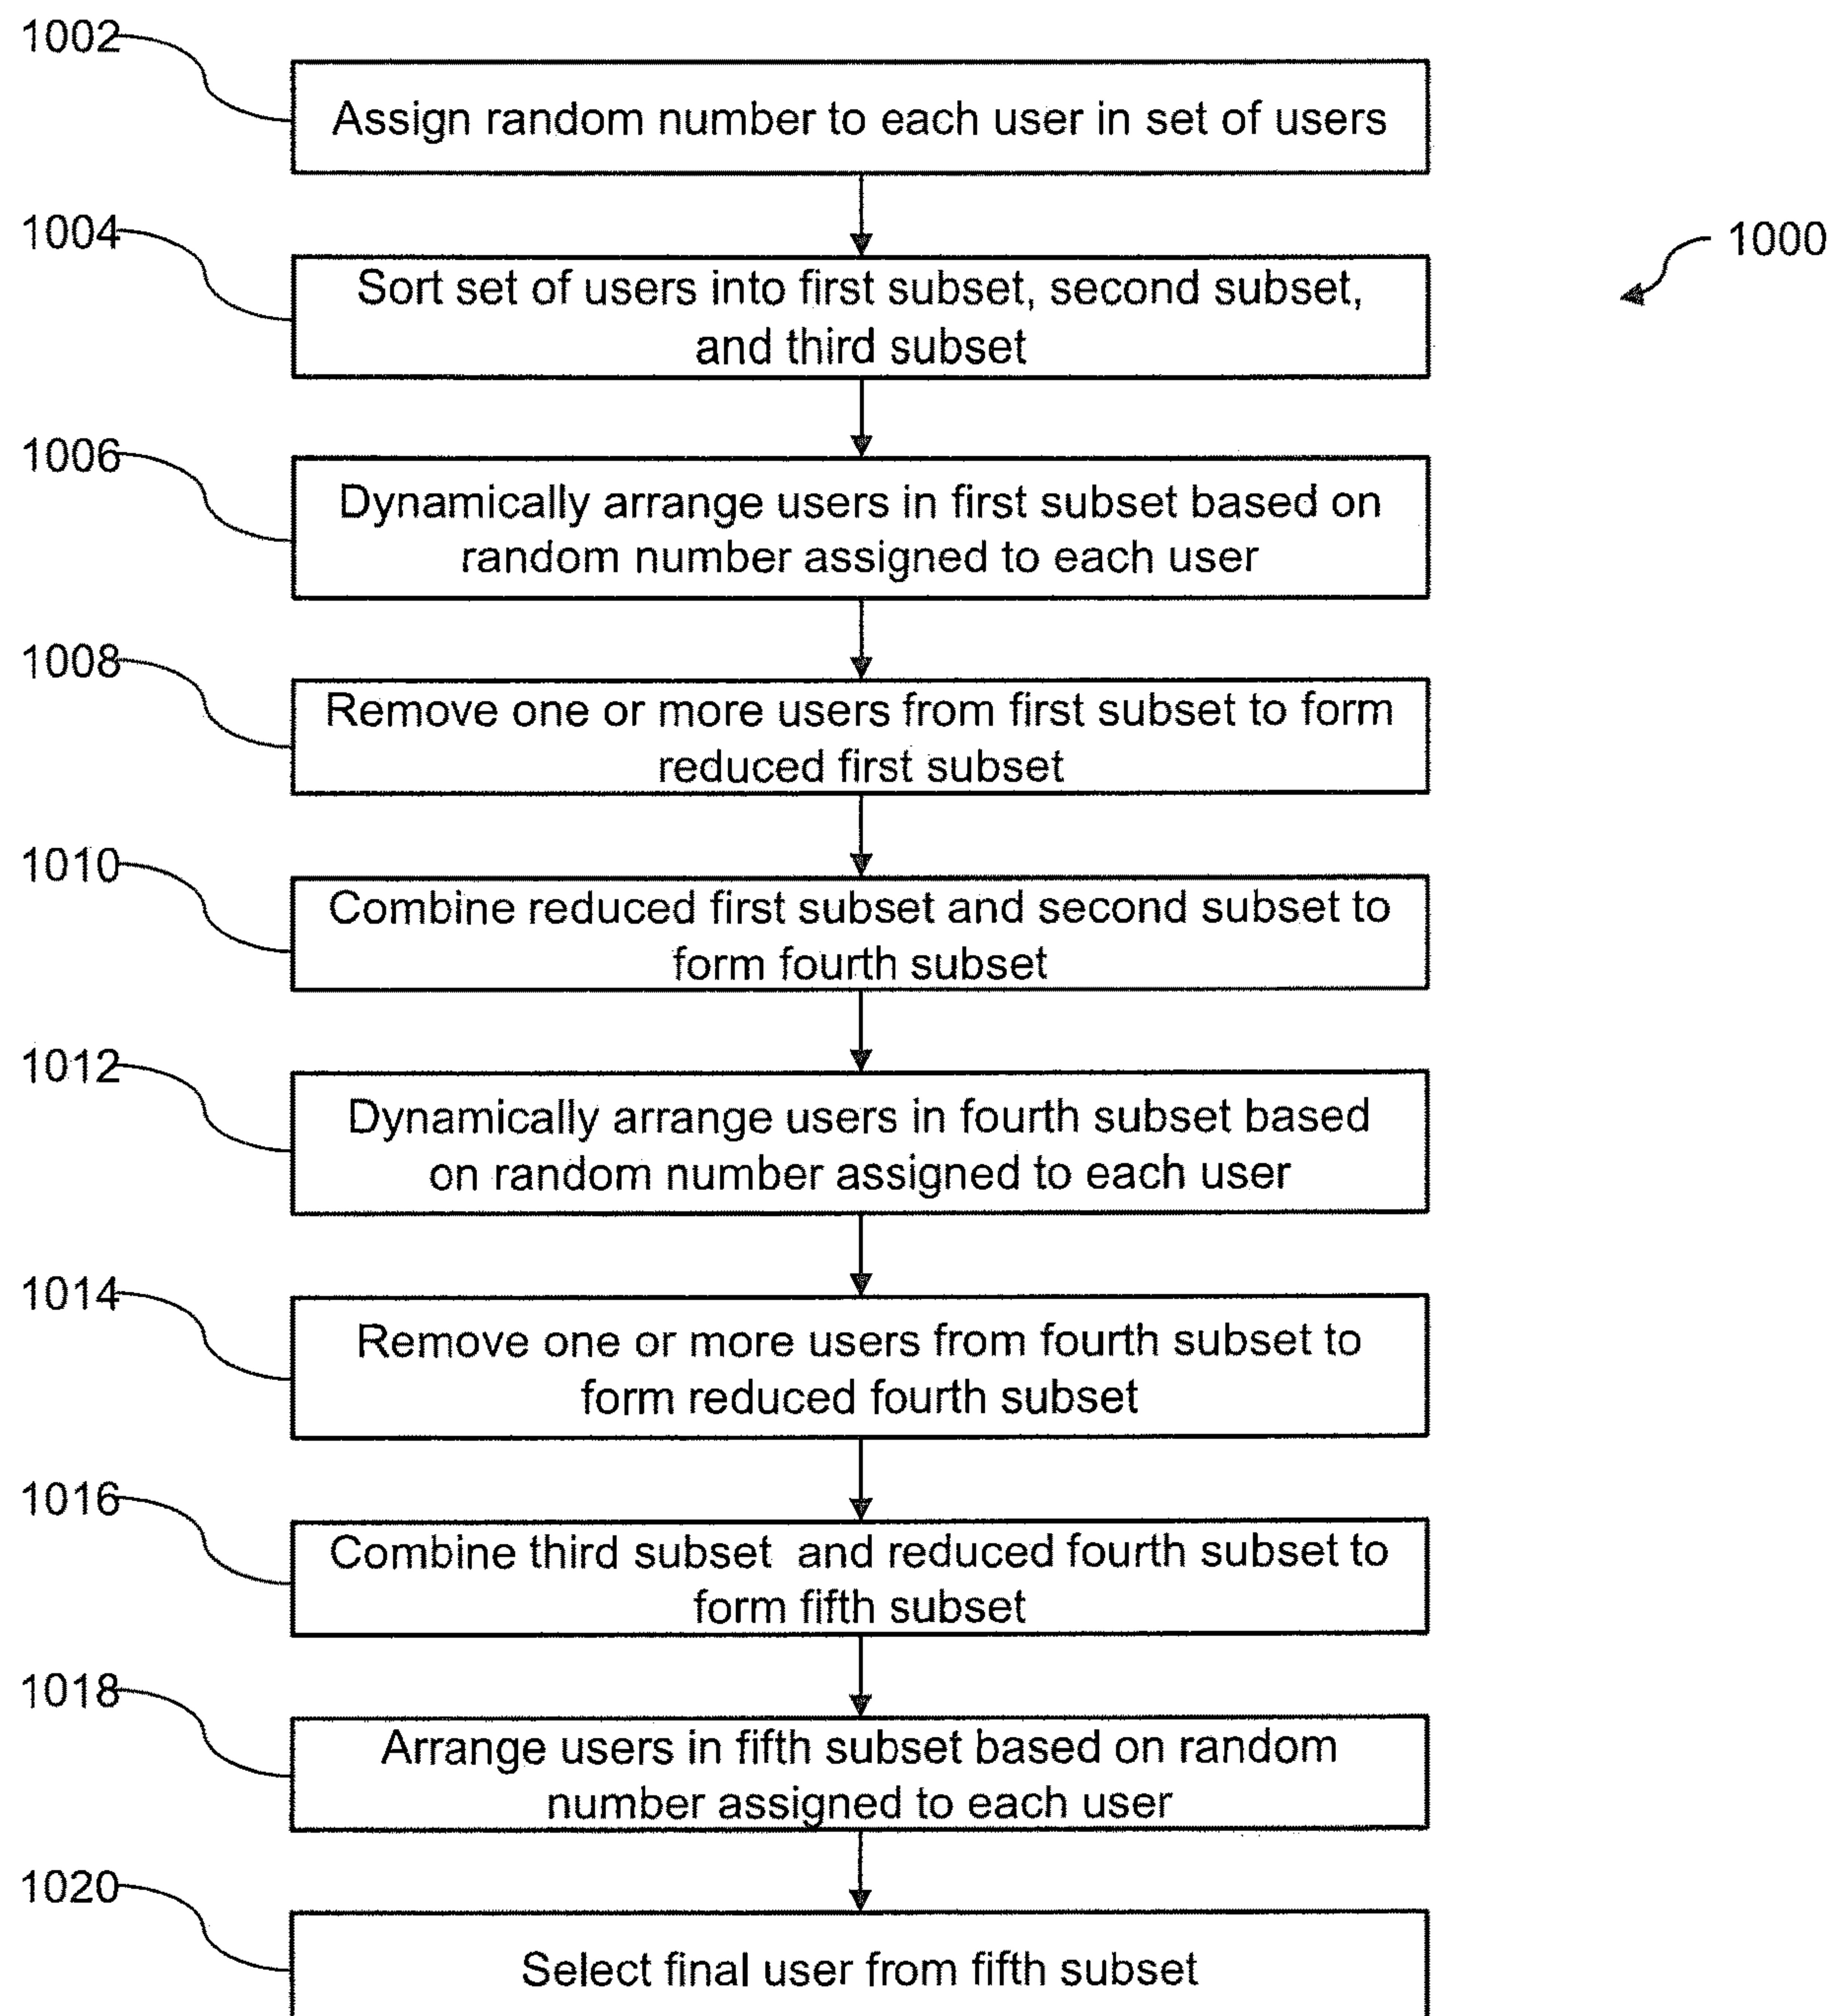 1002
Assign random number to each user in set of users
1004
1000
Sort set of users into first subset, second subset,
and third subset
1006
Dynamically arrange users in first subset based on
random number assigned to each user
1008
Remove one or more users from first subset to form
reduced first subset
1010
Combine reduced first subset and second subset to
form fourth subset
1012
Dynamically arrange users in fourth subset based
on random number assigned to each user
1014
Remove one or more users from fourth subset to
form reduced fourth subset
1016
Combine third subset and reduced fourth subset to
form fifth subset
1018
Arrange users in fifth subset based on random
number assigned to each user
1020
Select final user from fifth subset